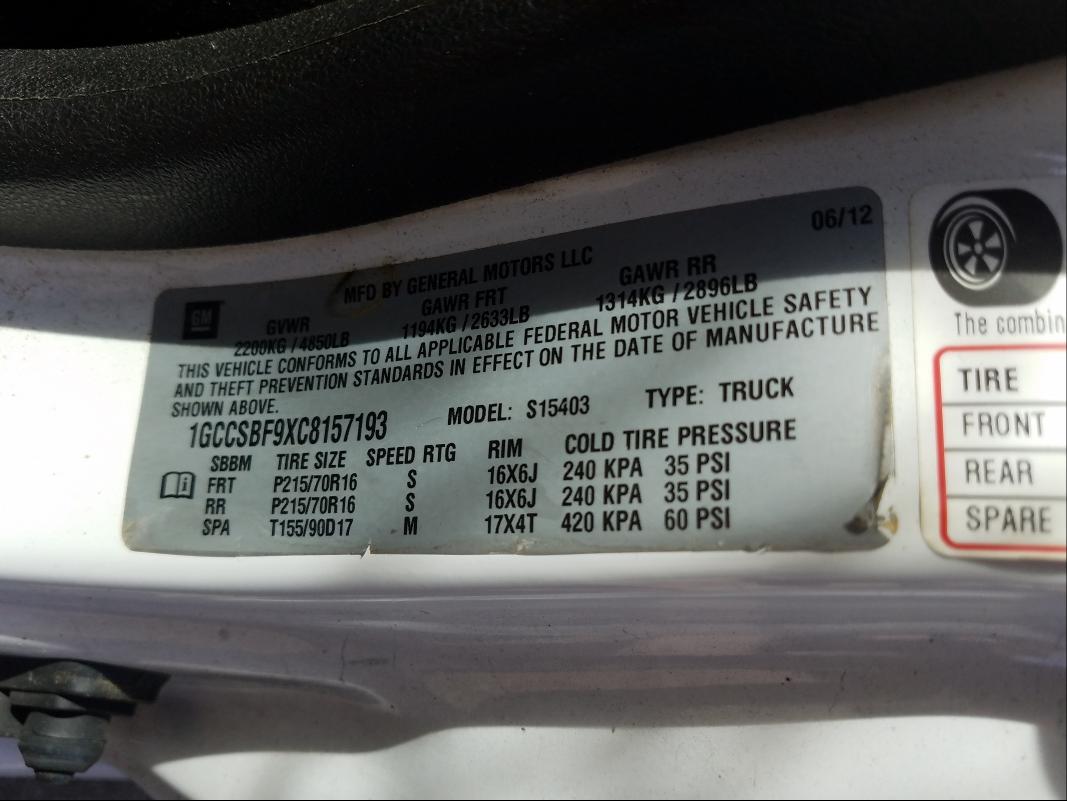 06/12
GM
MFD BY GENERAL MOTORS LLC
GVWR GAWR FRT GAWR RR
2200KG / 4850LB 1194KG / 2633LB 1314KG / 2896LB
THIS VEHICLE CONFORMS TO ALL APPLICABLE FEDERAL MOTOR VEHICLE SAFETY
AND THEFT PREVENTION STANDARDS IN EFFECT ON THE DATE OF MANUFACTURE
SHOWN ABOVE.
1GCCSBF9XC8157193 MODEL: S15403 TYPE: TRUCK
SBBM TIRE SIZE SPEED RTG RIM COLD TIRE PRESSURE
FRT P215/70R16 S 16X6J 240 KPA 35 PSI
RR P215/70R16 S 16X6J 240 KPA 35 PSI
SPA T155/90D17 M 17X4T 420 KPA 60 PSI
The combin
TIRE
FRONT
REAR
SPARE